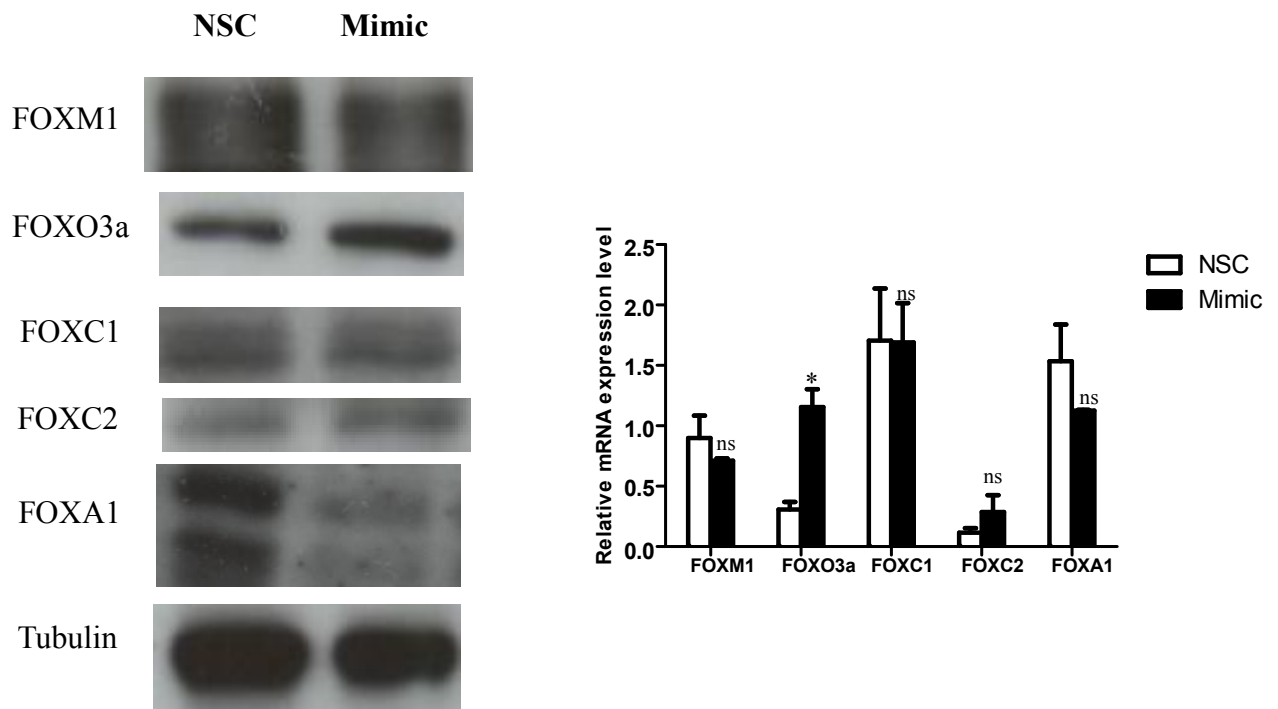 NSC Mimic
FOXM1
FOXO3a
FOXC1
FOXC2
FOXA1
Tubulin
Relative mRNA expression level
2.5
2.0
1.5
1.0
0.5
0.0
ns
*
ns
ns
ns
FOXM1 FOXO3a FOXC1 FOXC2 FOXA1
NSC
Mimic